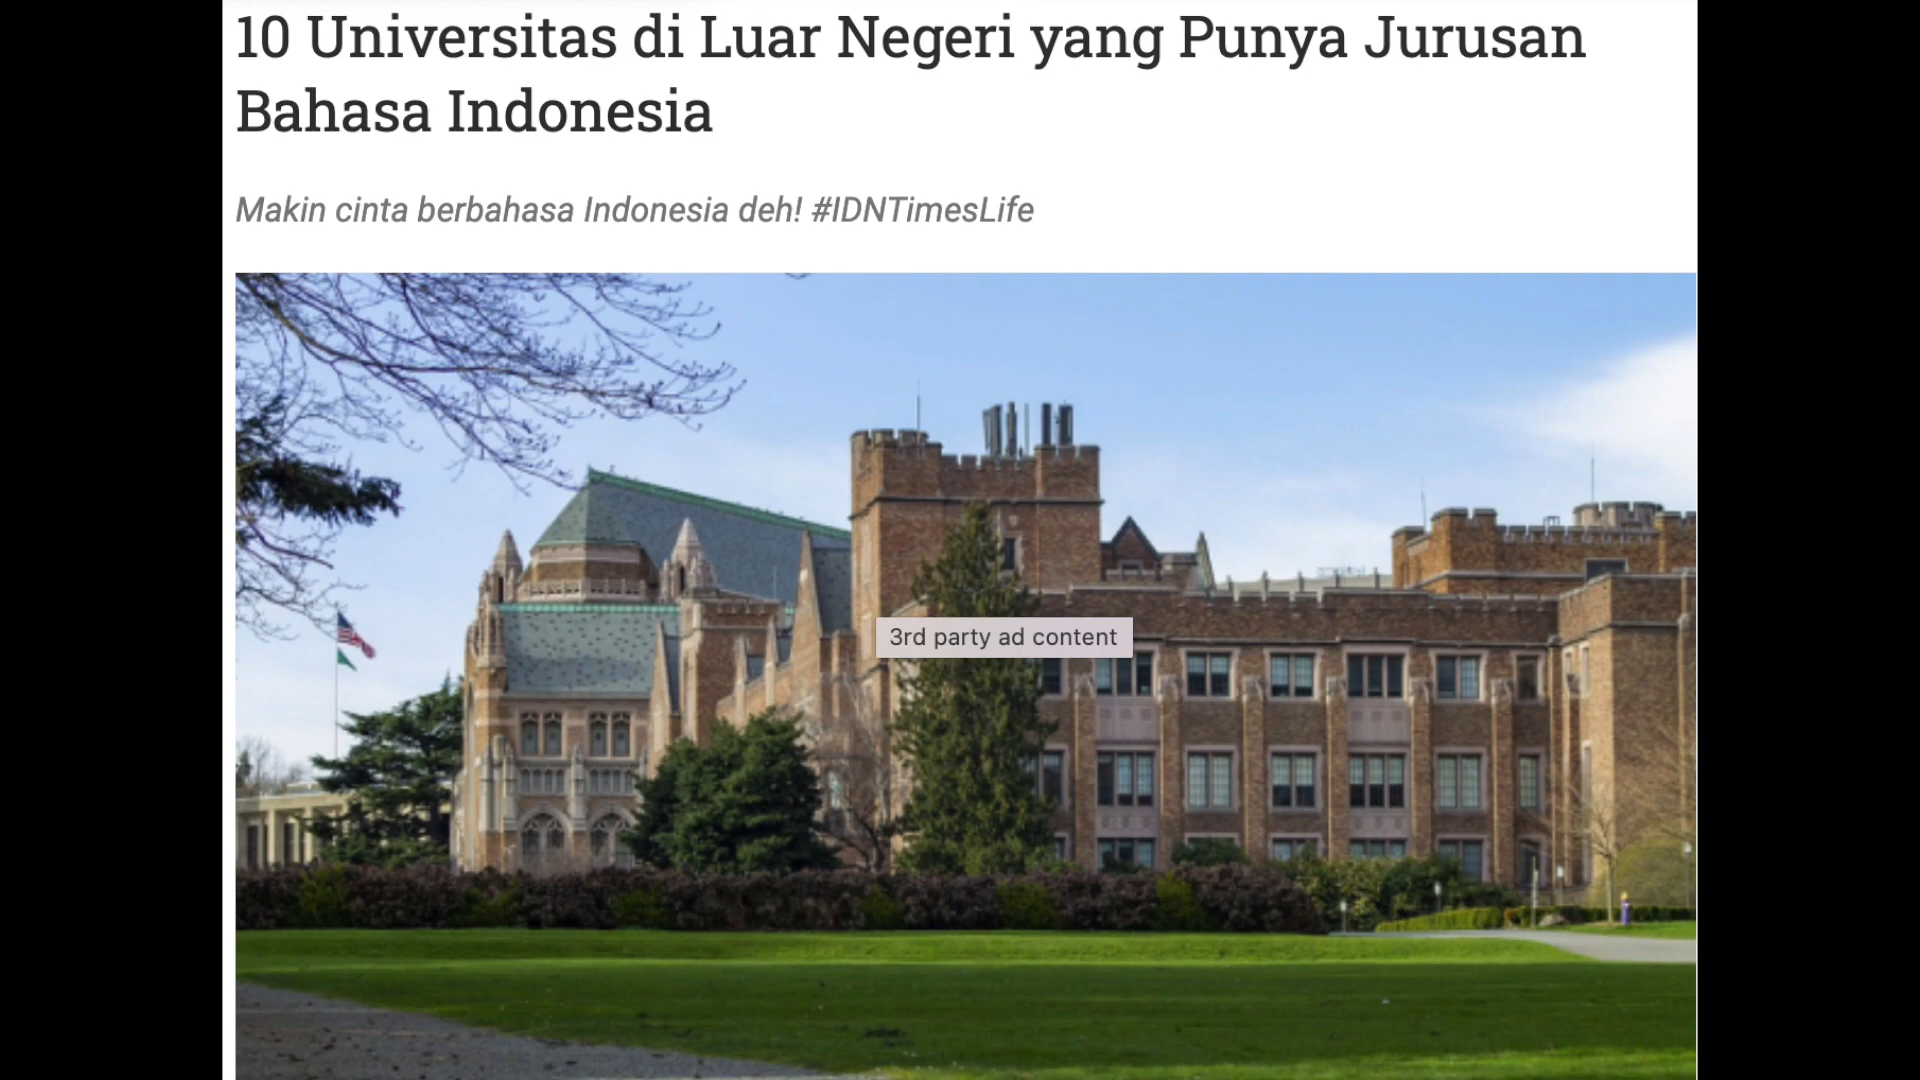 10 Universitas di Luar Negeri yang Punya Jurusan
Bahasa Indonesia
Makin cinta berbahasa Indonesia deh! #IDNTimesLife
3rd party ad content